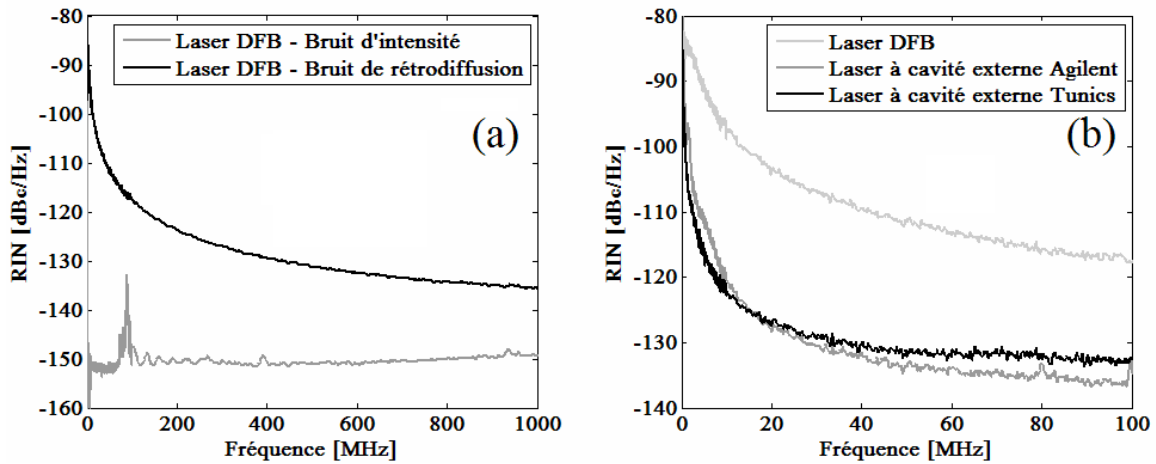 -80
-90
-100
-110
-120
-130
-140
-150
-160
RIN [dBc/Hz]
Laser DFB - Bruit d'intensité
Laser DFB - Bruit de rétrodiffusion
(a)
0
200
400
600
800
1000
Fréquence [MHz]
-80
-90
-100
-110
-120
-130
-140
RIN [dBc/Hz]
Laser DFB
Laser à cavité externe Agilent
Laser à cavité externe Tunics
(b)
0
20
40
60
80
100
Fréquence [MHz]